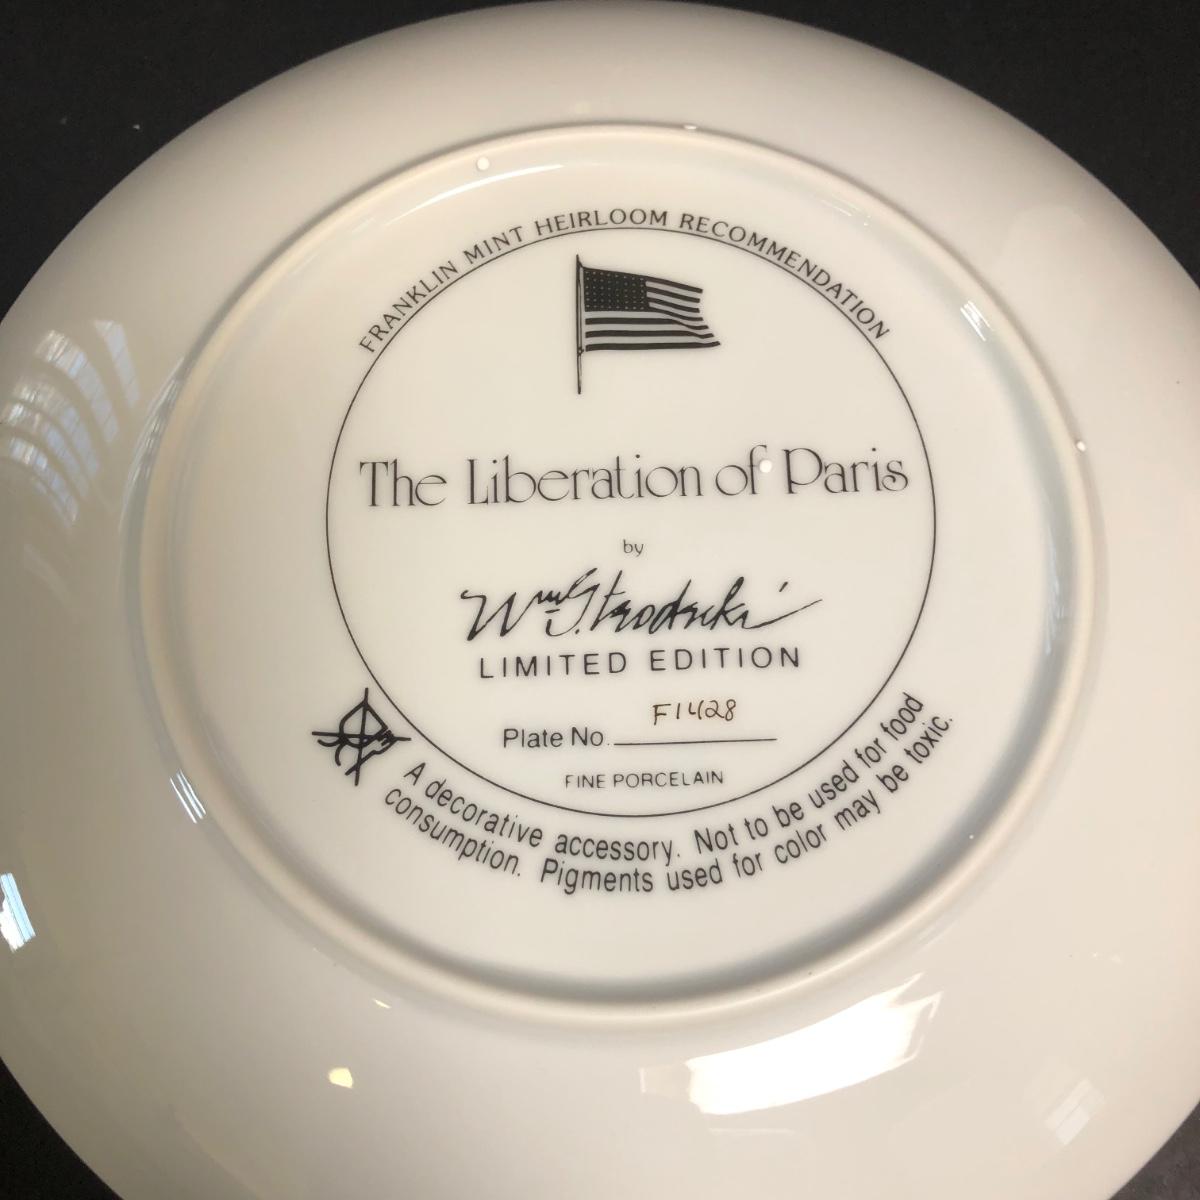 FRANKLIN MINT HEIRLOOM RECOMMENDATION
The Liberation of Paris
by
Wm S.
LIMITED EDITION
Plate No. F1428
FINE PORCELAIN
A decorative accessory. Not to be used for food
consumption. Pigments used for color may be toxic.